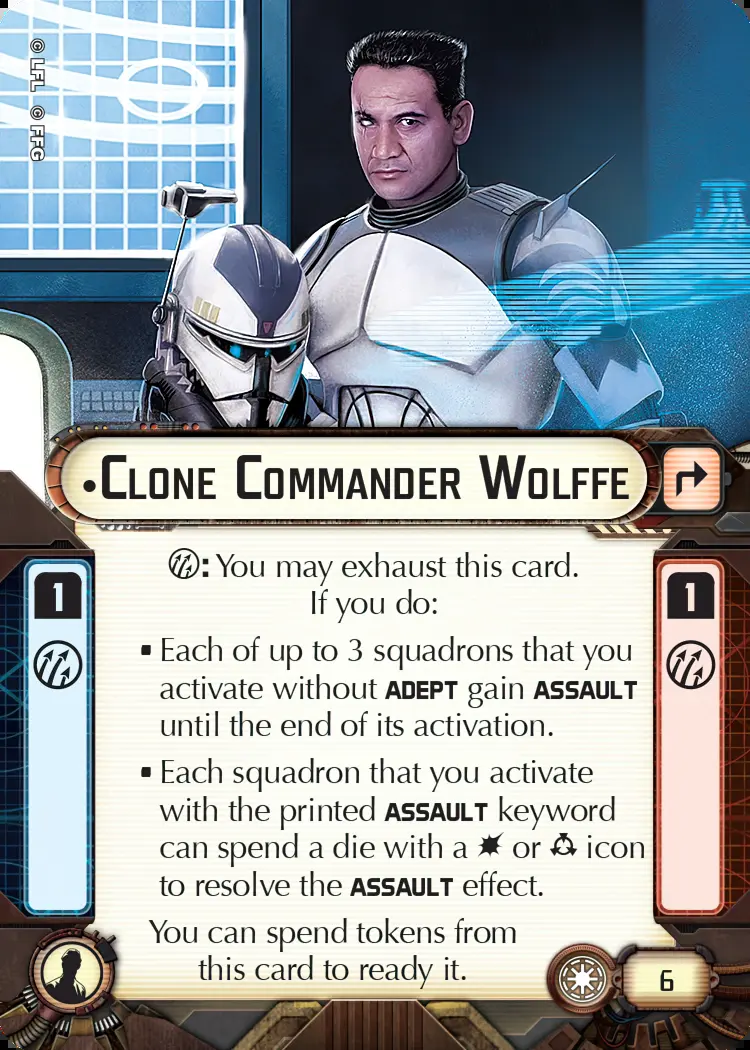 © LFL © FFG
•Clone Commander Wolffe
: You may exhaust this card.
If you do:
▪ Each of up to 3 squadrons that you
activate without ADEPT gain ASSAULT
until the end of its activation.
▪ Each squadron that you activate
with the printed ASSAULT keyword
can spend a die with a or icon
to resolve the ASSAULT effect.
You can spend tokens from
this card to ready it.
1
1
6